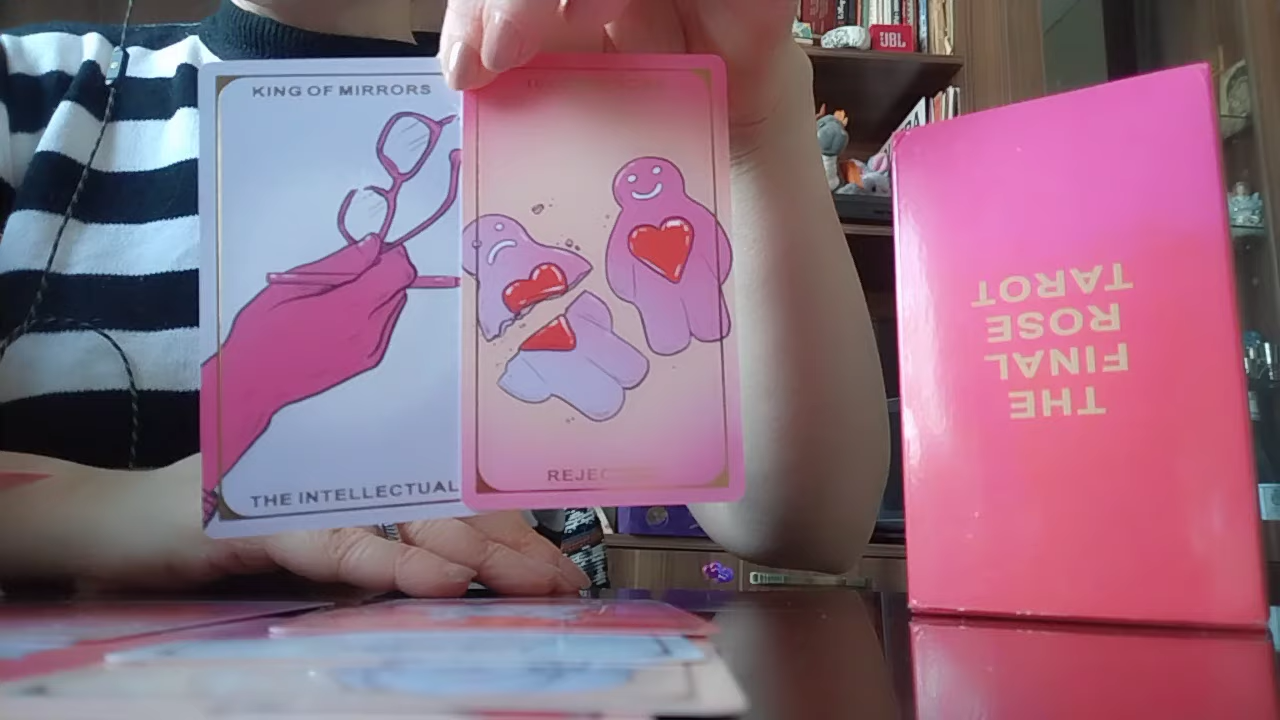 KING OF MIRRORS
THE INTELLECTUAL
JBL
THE
FINAL
ROSE
TAROT